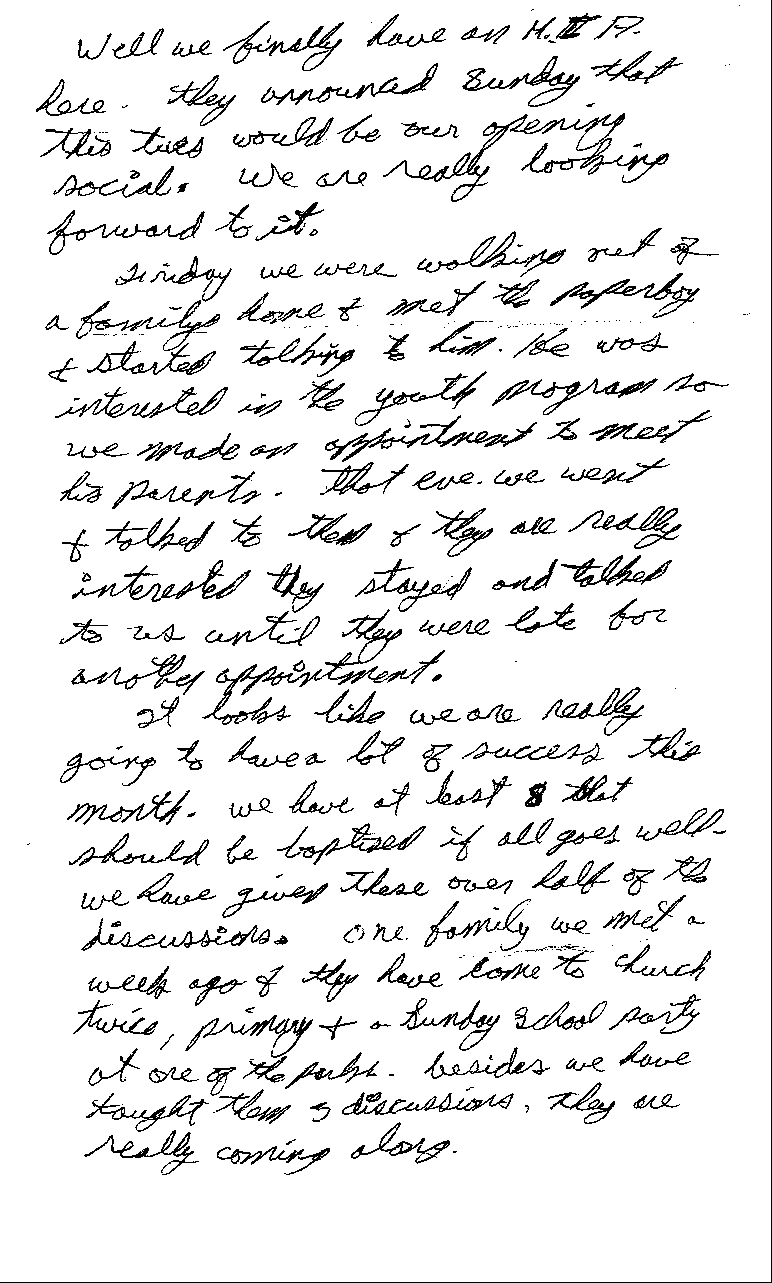 Well we finally have an M.I.A.
here. they announced Sunday that
this tues would be our opening
social. We are really looking
forward to it.
we were walking out of
a familys home & met the paperboy
& started talking to him. He was
interested in the youth program so
we made an appointment to meet
his parents. That eve. we went
& talked to them & they are really
interested they stayed and talked
to us until they were late for
another appointment.
It looks like we are really
going to have a lot of success this
month. we have at least 8 that
should be baptised if all goes well-
we have given these over half of the
discussions. One family we met a
week ago & they have come to church
twice, primary & a Sunday School party
at one of the parks. besides we have
taught them 3 discussions, they are
really coming along.